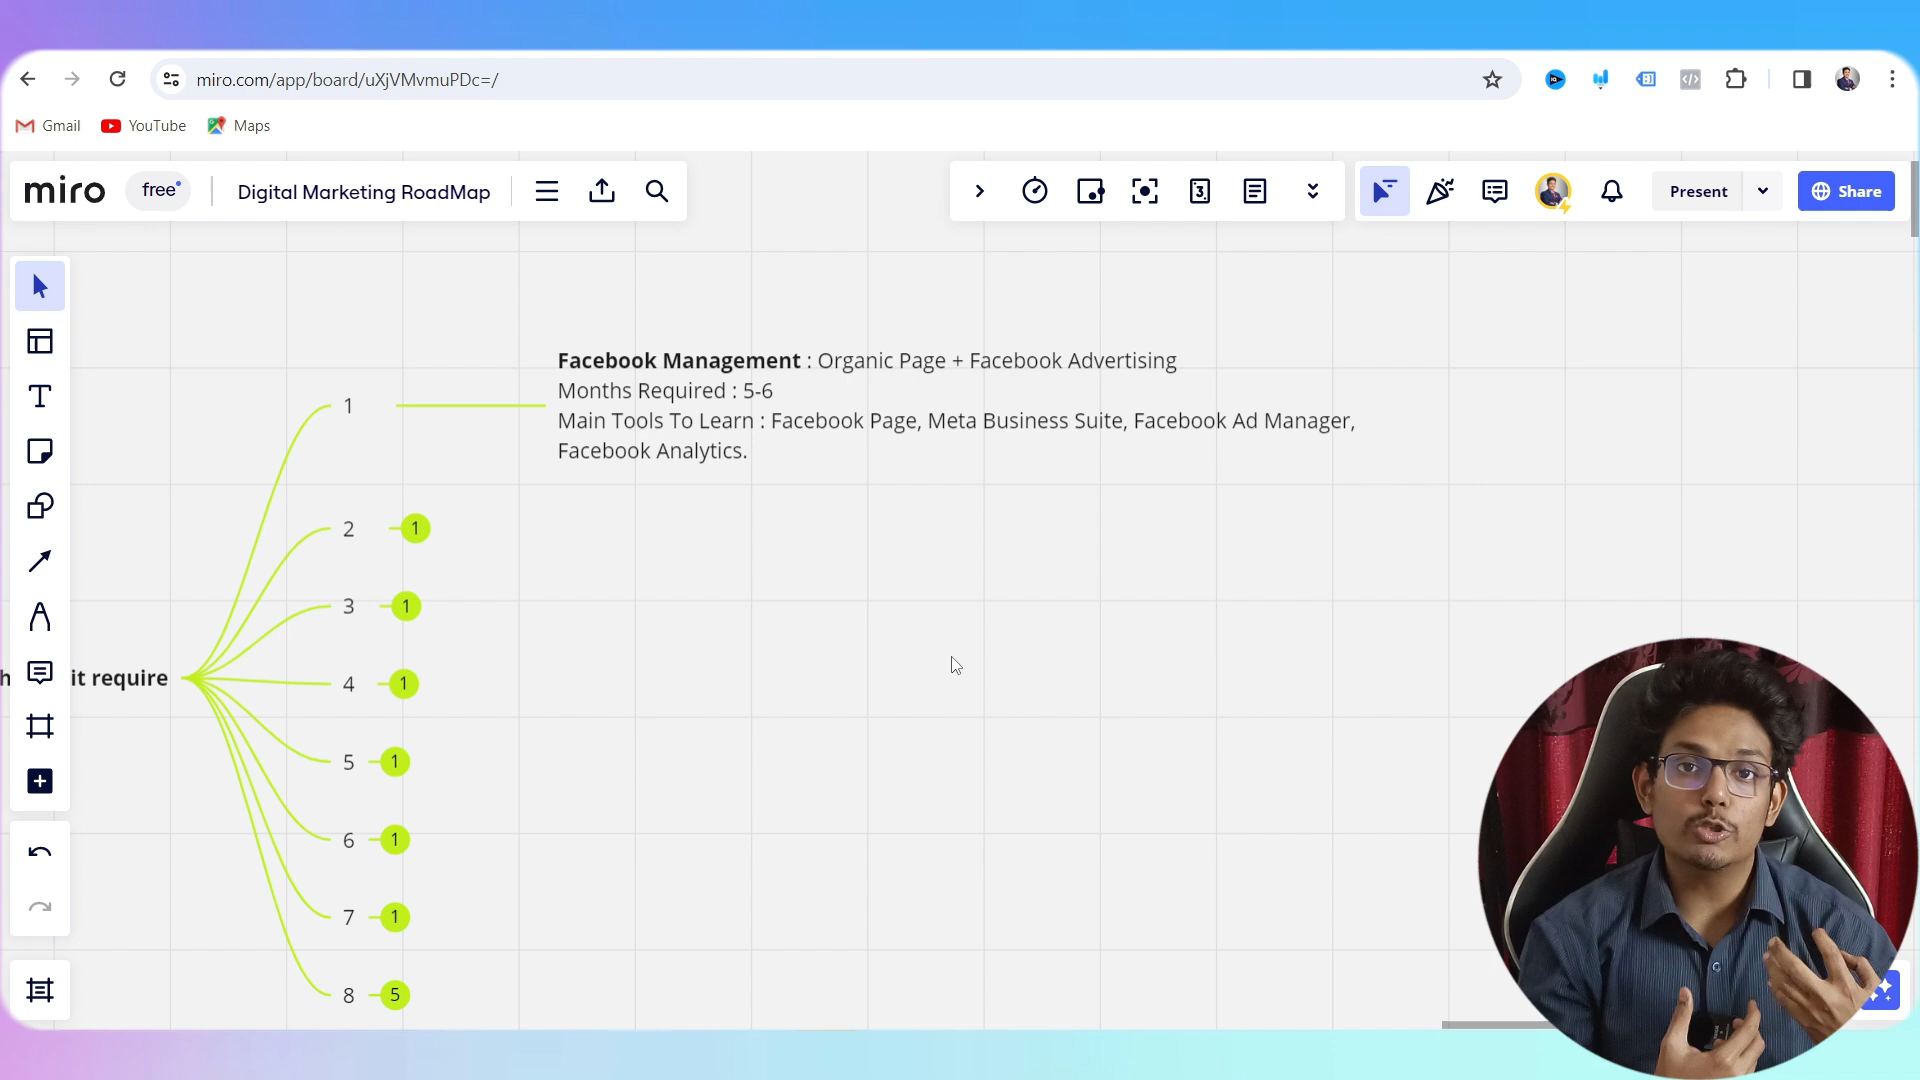 miro.com/app/board/uXjVMvmuPDc=/
Gmail YouTube Maps
miro free Digital Marketing RoadMap 3 Present Share
Facebook Management : Organic Page + Facebook Advertising
Months Required : 5-6
1
Main Tools To Learn : Facebook Page, Meta Business Suite, Facebook Ad Manager,
Facebook Analytics.
2 1
3 1
it require 4 1
5 1
6 1
7 1
8 5